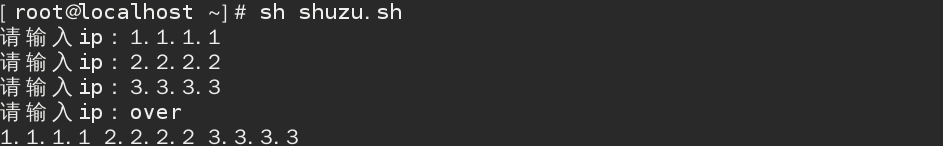 [root@localhost ~]# sh shuzu.sh
请输入ip：1.1.1.1
请输入ip：2.2.2.2
请输入ip：3.3.3.3
请输入ip：over
1.1.1.1 2.2.2.2 3.3.3.3